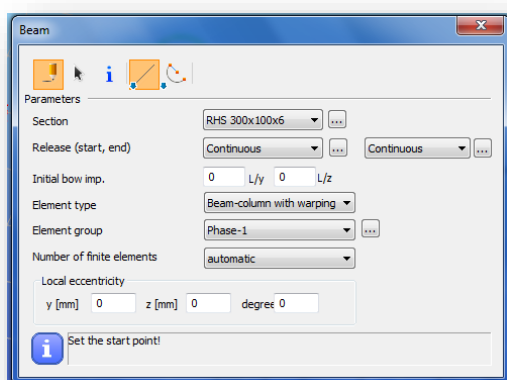 Beam
Parameters
Section RHS 300x100x6 ...
Release (start, end) Continuous ... Continuous ...
Initial bow imp. 0 L/y 0 L/z
Element type Beam-column with warping
Element group Phase-1 ...
Number of finite elements automatic
Local eccentricity
y [mm] 0 z [mm] 0 degree 0
Set the start point!